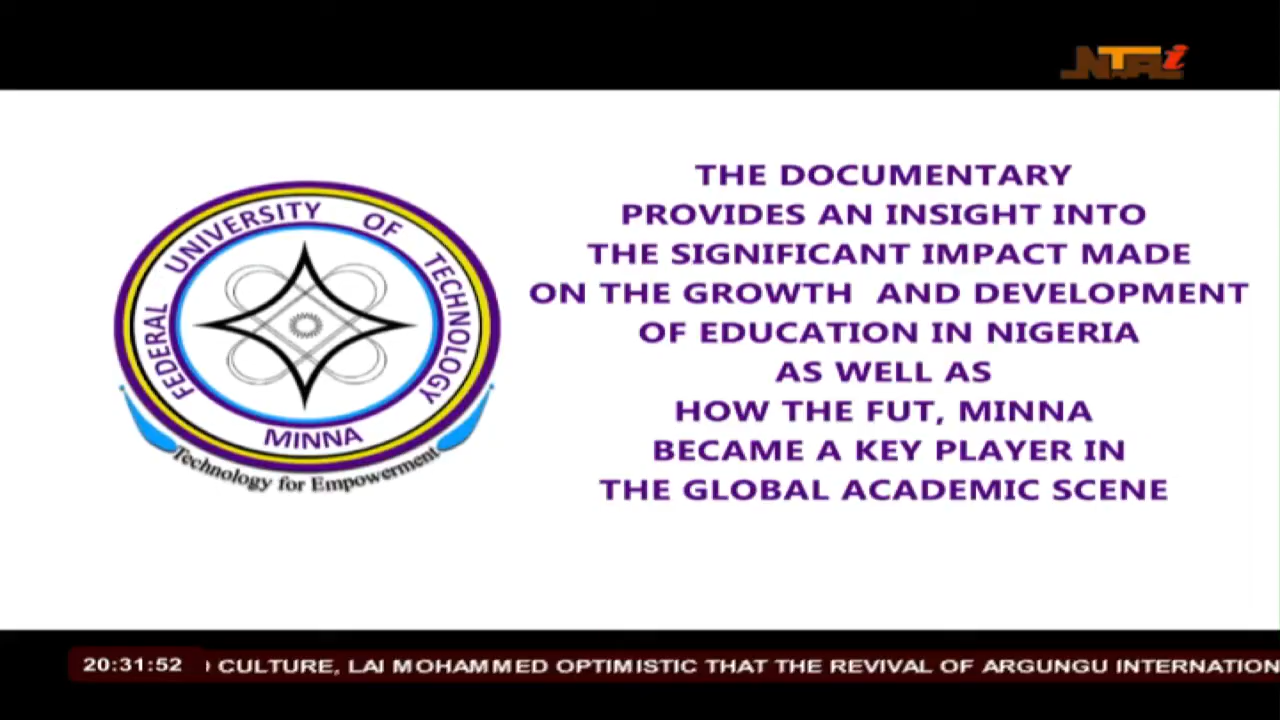 NTAi
FEDERAL UNIVERSITY OF TECHNOLOGY
MINNA
Technology for Empowerment
THE DOCUMENTARY
PROVIDES AN INSIGHT INTO
THE SIGNIFICANT IMPACT MADE
ON THE GROWTH AND DEVELOPMENT
OF EDUCATION IN NIGERIA
AS WELL AS
HOW THE FUT, MINNA
BECAME A KEY PLAYER IN
THE GLOBAL ACADEMIC SCENE
20:31:52 CULTURE, LAI MOHAMMED OPTIMISTIC THAT THE REVIVAL OF ARGUNGU INTERNATION